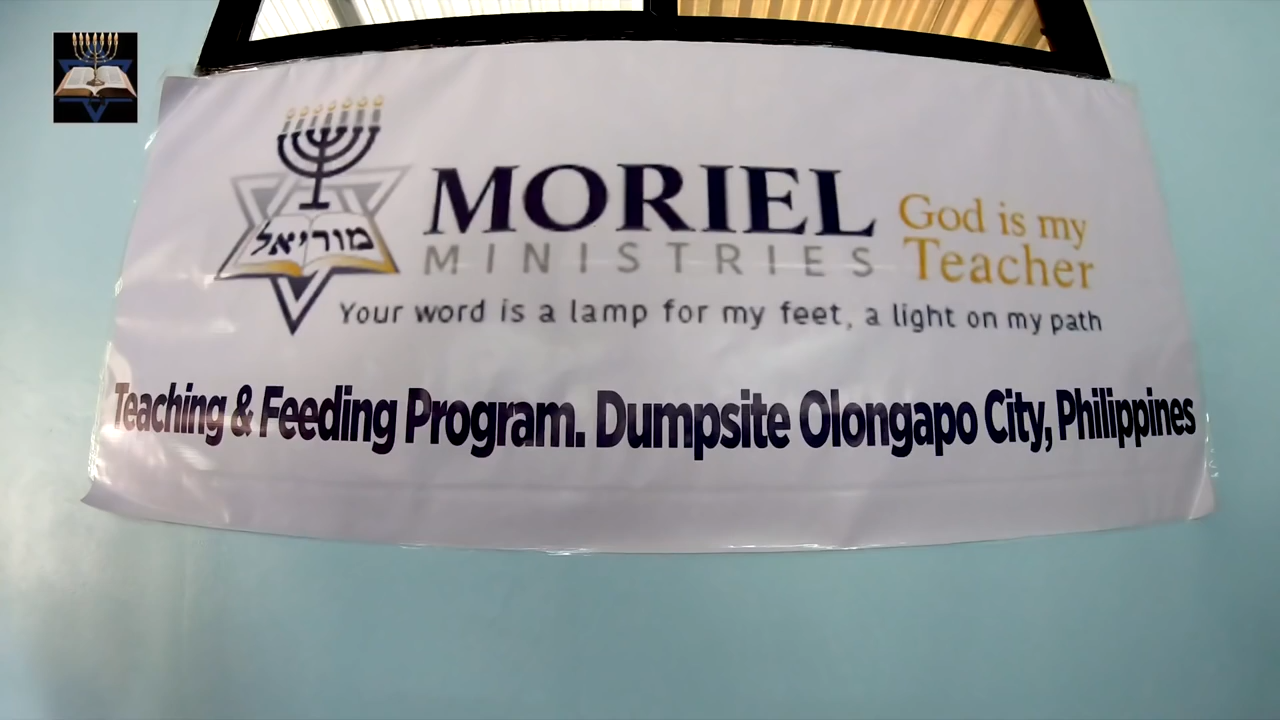 מוריאל
MORIEL
MINISTRIES
God is my
Teacher
Your word is a lamp for my feet, a light on my path
Teaching & Feeding Program. Dumpsite Olongapo City, Philippines